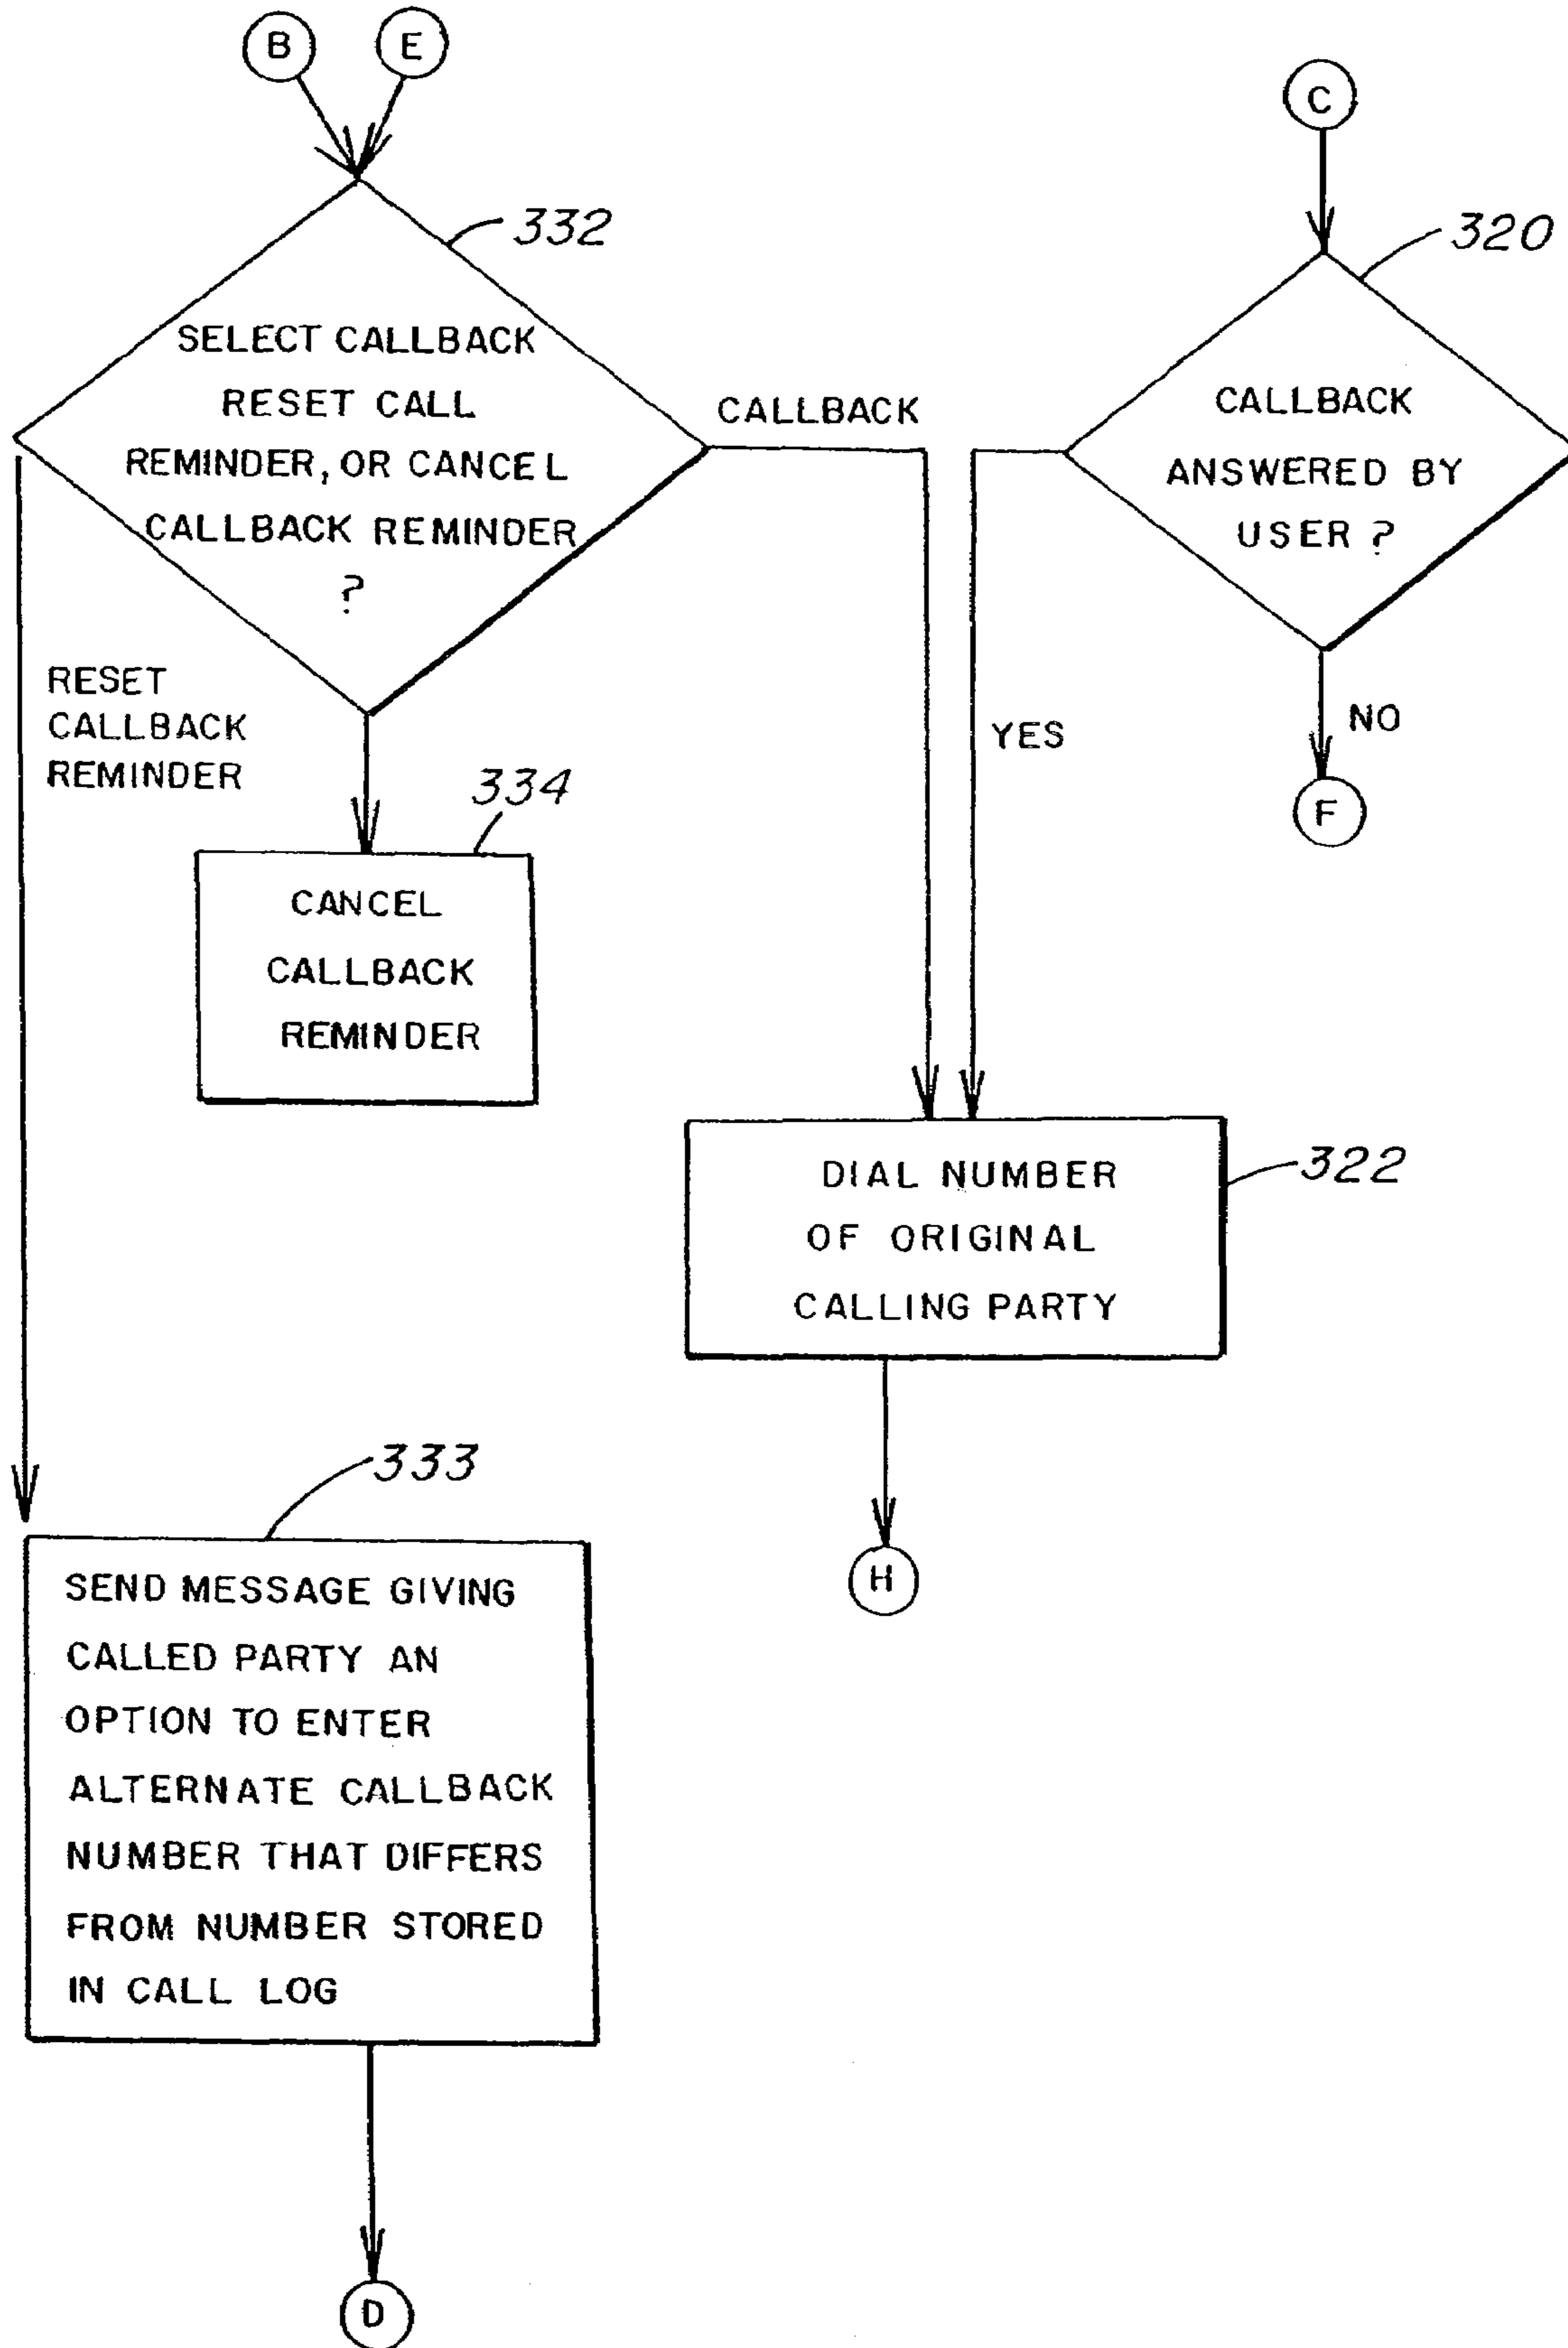 B E
C
332
320
SELECT CALLBACK
RESET CALL
REMINDER, OR CANCEL
CALLBACK REMINDER
?
CALLBACK
CALLBACK
ANSWERED BY
USER ?
RESET
CALLBACK
REMINDER
YES
NO
F
334
CANCEL
CALLBACK
REMINDER
322
DIAL NUMBER
OF ORIGINAL
CALLING PARTY
H
333
SEND MESSAGE GIVING
CALLED PARTY AN
OPTION TO ENTER
ALTERNATE CALLBACK
NUMBER THAT DIFFERS
FROM NUMBER STORED
IN CALL LOG
D